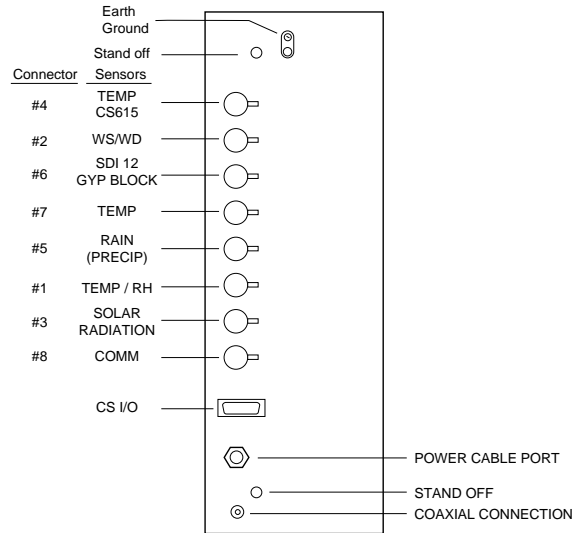 Earth
Ground
Stand off
Connector Sensors
#4 TEMP
CS615
#2 WS/WD
#6 SDI 12
GYP BLOCK
#7 TEMP
#5 RAIN
(PRECIP)
#1 TEMP / RH
#3 SOLAR
RADIATION
#8 COMM
CS I/O
POWER CABLE PORT
STAND OFF
COAXIAL CONNECTION